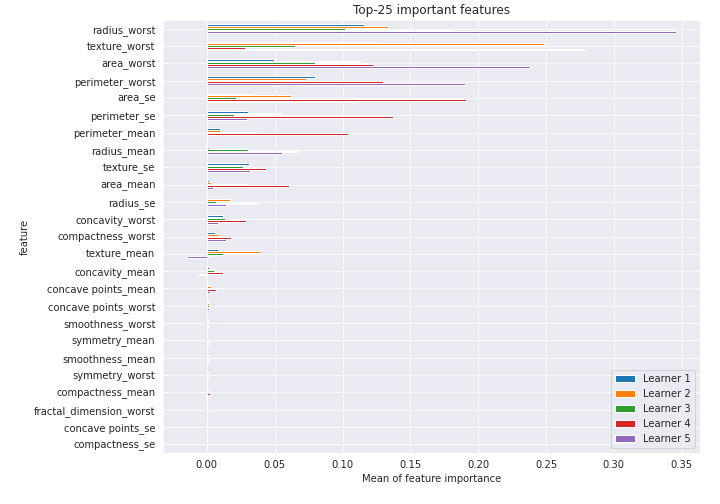 Top-25 important features
radius_worst
texture_worst
area_worst
perimeter_worst
area_se
perimeter_se
perimeter_mean
radius_mean
texture_se
area_mean
radius_se
concavity_worst
compactness_worst
texture_mean
concavity_mean
concave points_mean
concave points_worst
smoothness_worst
symmetry_mean
smoothness_mean
symmetry_worst
compactness_mean
fractal_dimension_worst
concave points_se
compactness_se
feature
Learner 1
Learner 2
Learner 3
Learner 4
Learner 5
0.00 0.05 0.10 0.15 0.20 0.25 0.30 0.35
Mean of feature importance